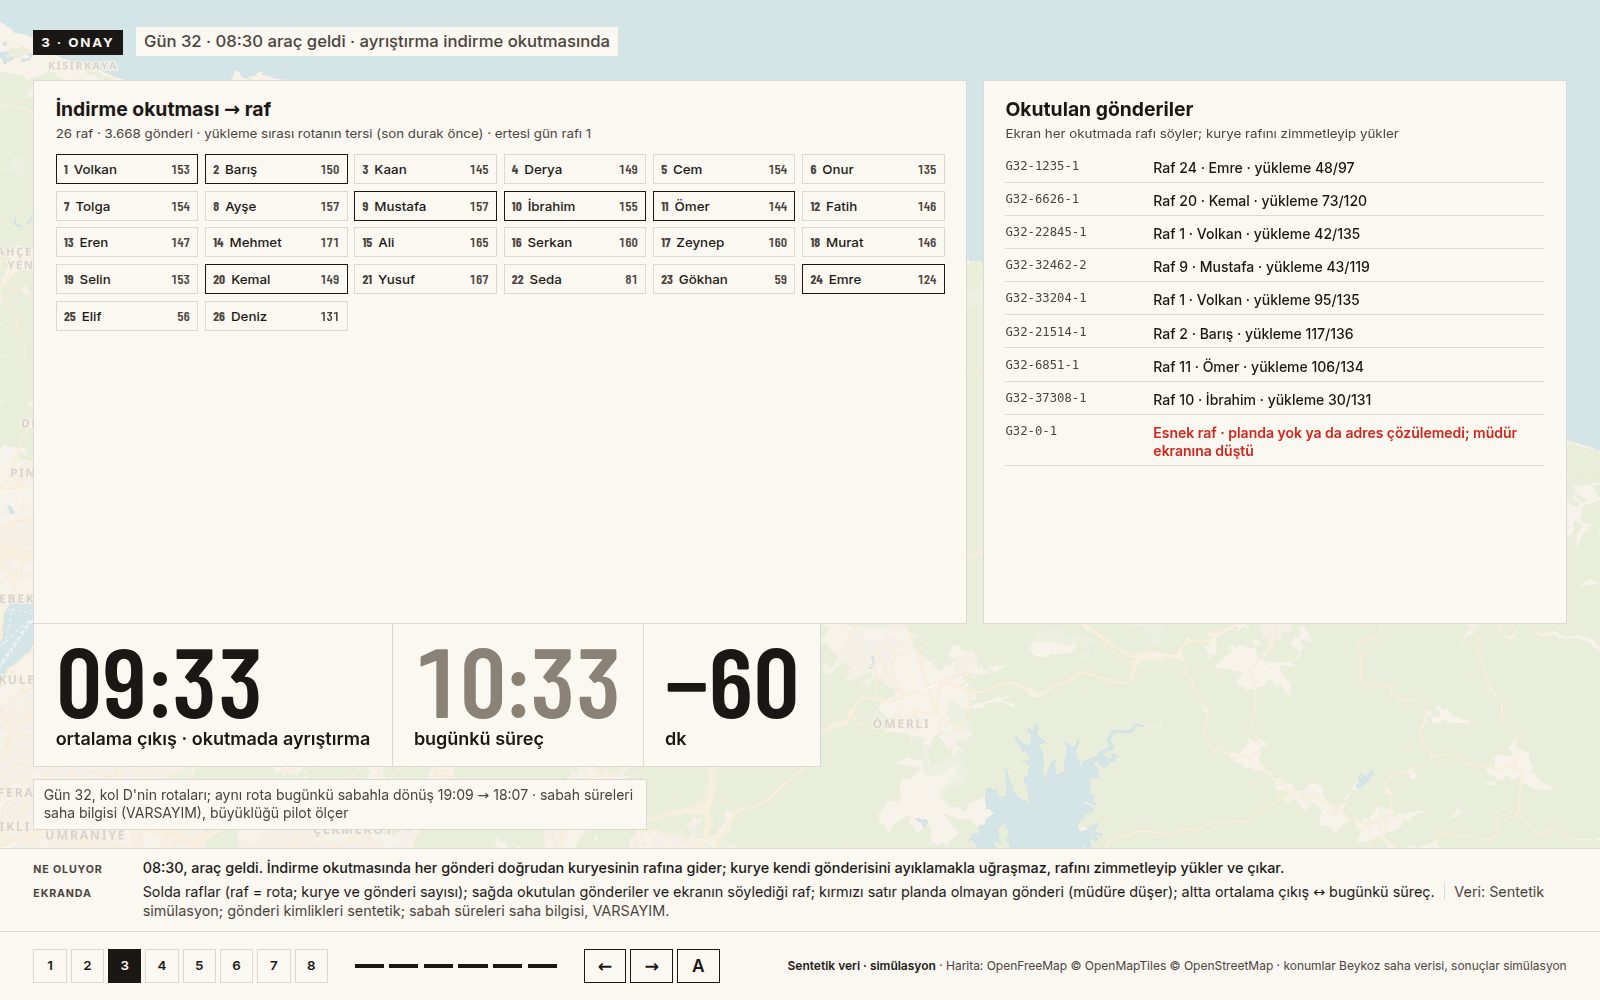 3 · ONAY
Gün 32 · 08:30 araç geldi · ayrıştırma indirme okutmasında
KISIRKAYA
İndirme okutması → raf
26 raf · 3.668 gönderi · yükleme sırası rotanın tersi (son durak önce) · ertesi gün rafı 1
1 Volkan 153
2 Barış 150
3 Kaan 145
4 Derya 149
5 Cem 154
6 Onur 135
7 Tolga 154
8 Ayşe 157
9 Mustafa 157
10 İbrahim 155
11 Ömer 144
12 Fatih 146
13 Eren 147
14 Mehmet 171
15 Ali 165
16 Serkan 160
17 Zeynep 160
18 Murat 146
19 Selin 153
20 Kemal 149
21 Yusuf 167
22 Seda 81
23 Gökhan 59
24 Emre 124
25 Elif 56
26 Deniz 131
Okutulan gönderiler
Ekran her okutmada rafı söyler; kurye rafını zimmetleyip yükler
G32-1235-1 Raf 24 · Emre · yükleme 48/97
G32-6626-1 Raf 20 · Kemal · yükleme 73/120
G32-22845-1 Raf 1 · Volkan · yükleme 42/135
G32-32462-2 Raf 9 · Mustafa · yükleme 43/119
G32-33204-1 Raf 1 · Volkan · yükleme 95/135
G32-21514-1 Raf 2 · Barış · yükleme 117/136
G32-6851-1 Raf 11 · Ömer · yükleme 106/134
G32-37308-1 Raf 10 · İbrahim · yükleme 30/131
G32-0-1 Esnek raf · planda yok ya da adres çözülemedi; müdür
ekranına düştü
09:33
ortalama çıkış · okutmada ayrıştırma
10:33
bugünkü süreç
−60
dk
ÖMERLI
Gün 32, kol D'nin rotaları; aynı rota bugünkü sabahla dönüş 19:09 → 18:07 · sabah süreleri
saha bilgisi (VARSAYIM), büyüklüğü pilot ölçer
ÜMRANİYE
NE OLUYOR 08:30, araç geldi. İndirme okutmasında her gönderi doğrudan kuryesinin rafına gider; kurye kendi gönderisini ayıklamakla uğraşmaz, rafını zimmetleyip yükler ve çıkar.
EKRANDA Solda raflar (raf = rota; kurye ve gönderi sayısı); sağda okutulan gönderiler ve ekranın söylediği raf; kırmızı satır planda olmayan gönderi (müdüre düşer); altta ortalama çıkış ↔ bugünkü süreç. Veri: Sentetik
simülasyon; gönderi kimlikleri sentetik; sabah süreleri saha bilgisi, VARSAYIM.
1 2 3 4 5 6 7 8 ← → A
Sentetik veri · simülasyon · Harita: OpenFreeMap © OpenMapTiles © OpenStreetMap · konumlar Beykoz saha verisi, sonuçlar simülasyon